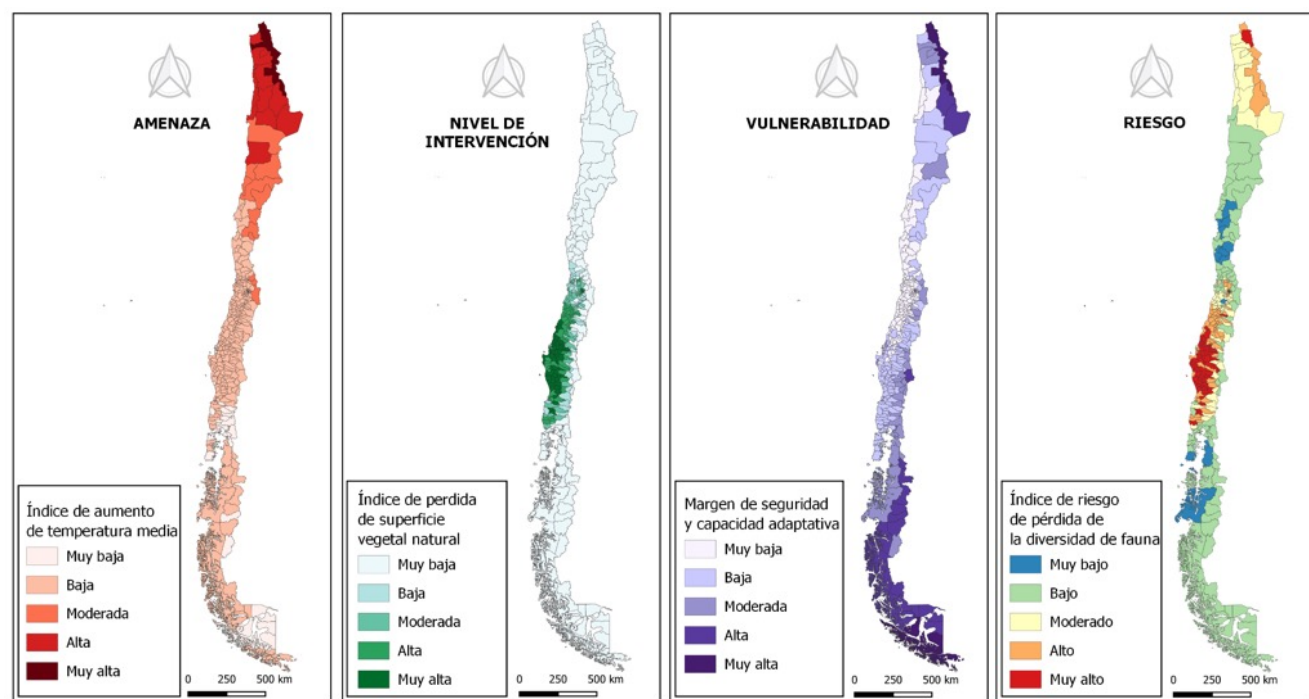 AMENAZA
Índice de aumento
de temperatura media
Muy baja
Baja
Moderada
Alta
Muy alta
0 250 500 km
NIVEL DE
INTERVENCIÓN
Índice de perdida
de superficie
vegetal natural
Muy baja
Baja
Moderada
Alta
Muy alta
0 250 500 km
VULNERABILIDAD
Margen de seguridad
y capacidad adaptativa
Muy baja
Baja
Moderada
Alta
Muy alta
0 250 500 km
RIESGO
Índice de riesgo
de pérdida de
la diversidad de fauna
Muy bajo
Bajo
Moderado
Alto
Muy alto
0 250 500 km